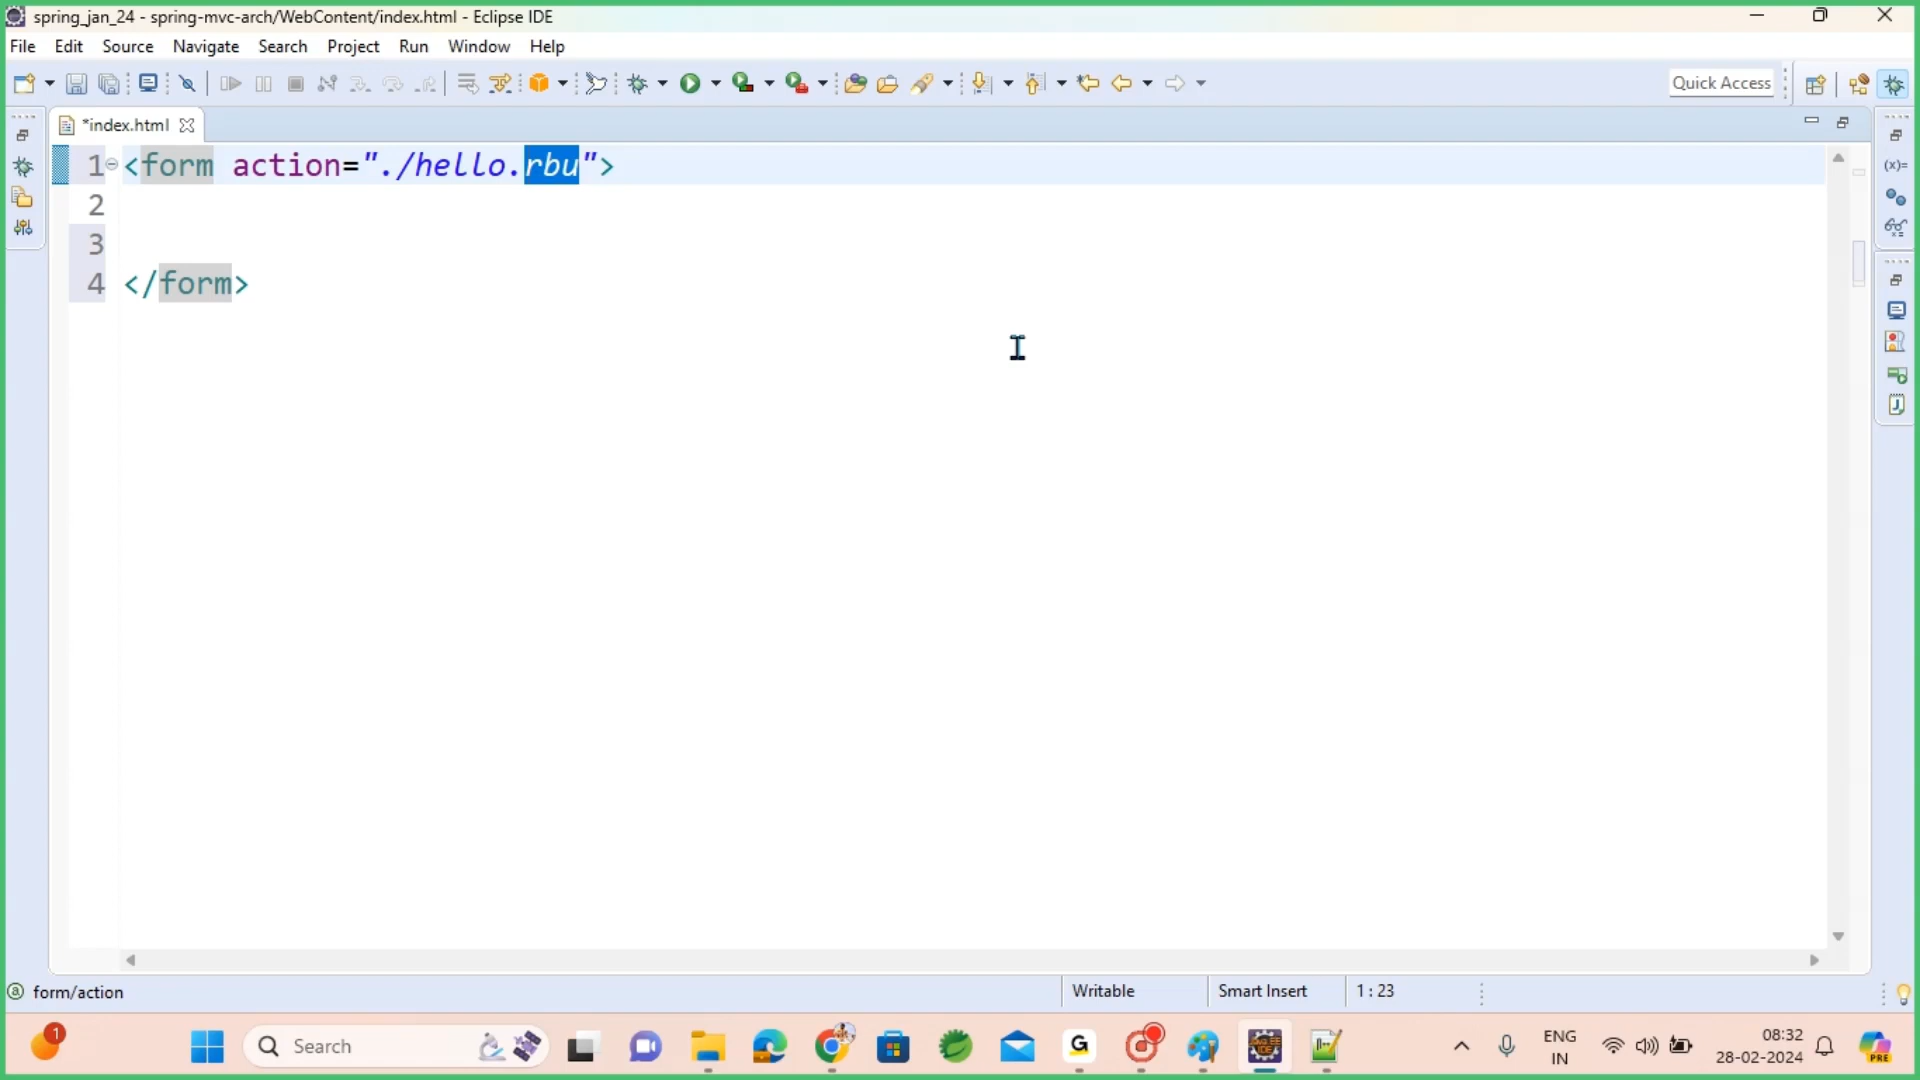 spring_jan_24 - spring-mvc-arch/WebContent/index.html - Eclipse IDE
File Edit Source Navigate Search Project Run Window Help
Quick Access
*index.html
1 <form action="./hello.rbu">
2
3
4 </form>
form/action Writable Smart Insert 1 : 23
1 Search G ENG IN 08:32 28-02-2024 PRE